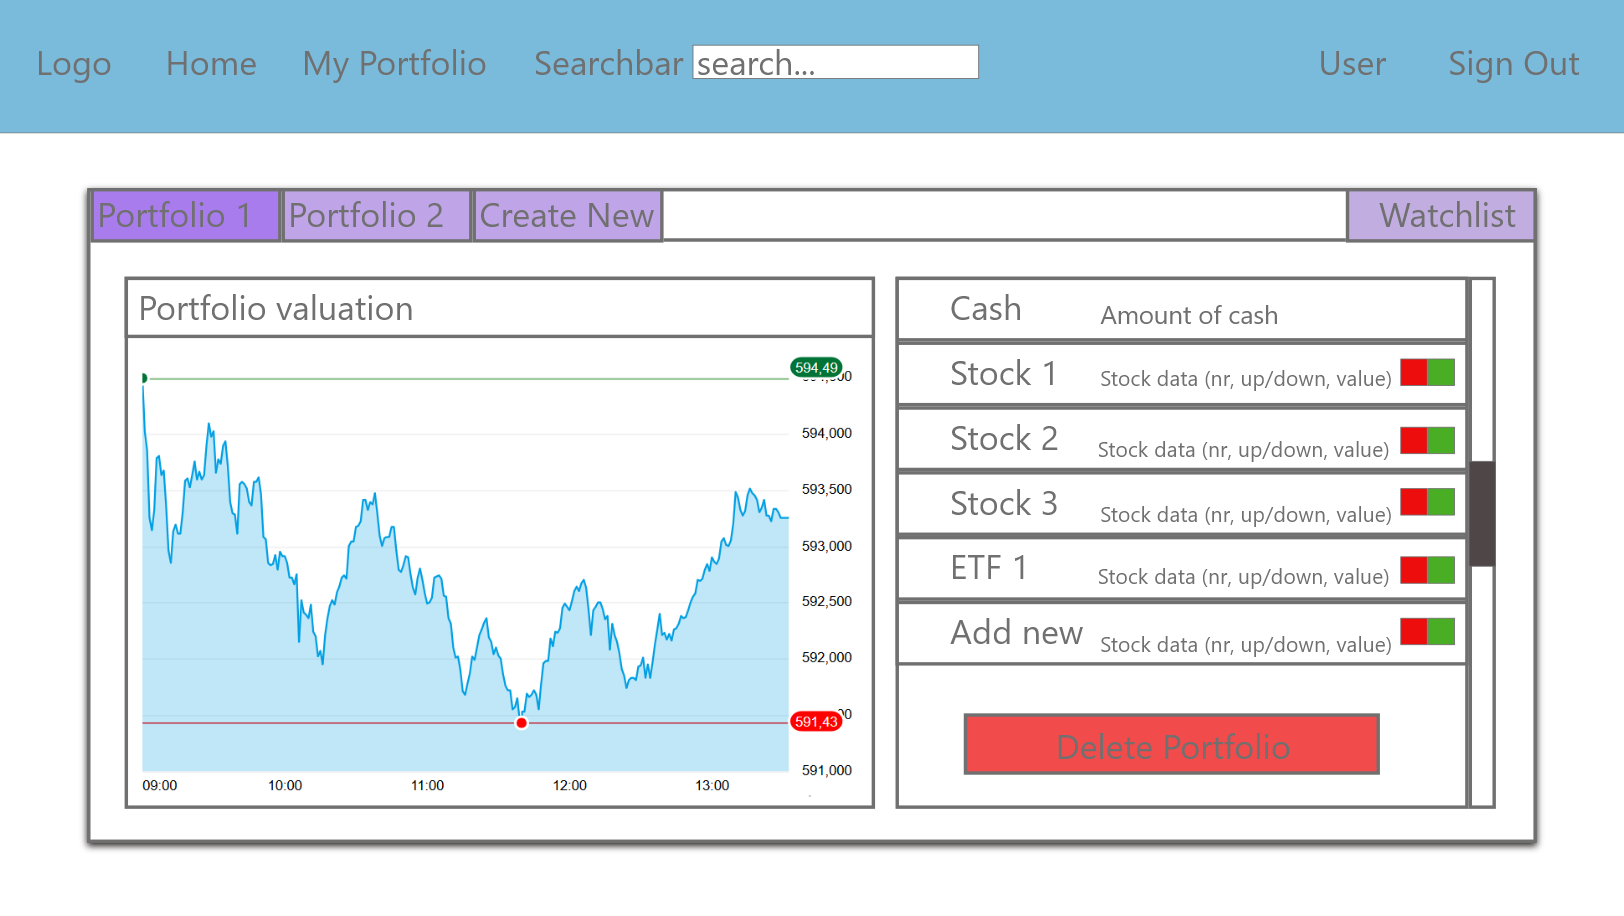 Logo Home My Portfolio Searchbar search... User Sign Out
Portfolio 1 Portfolio 2 Create New Watchlist
Portfolio valuation
594,49
594,000
593,500
593,000
592,500
592,000
591,43
591,000
09:00 10:00 11:00 12:00 13:00
Cash Amount of cash
Stock 1 Stock data (nr, up/down, value)
Stock 2 Stock data (nr, up/down, value)
Stock 3 Stock data (nr, up/down, value)
ETF 1 Stock data (nr, up/down, value)
Add new Stock data (nr, up/down, value)
Delete Portfolio